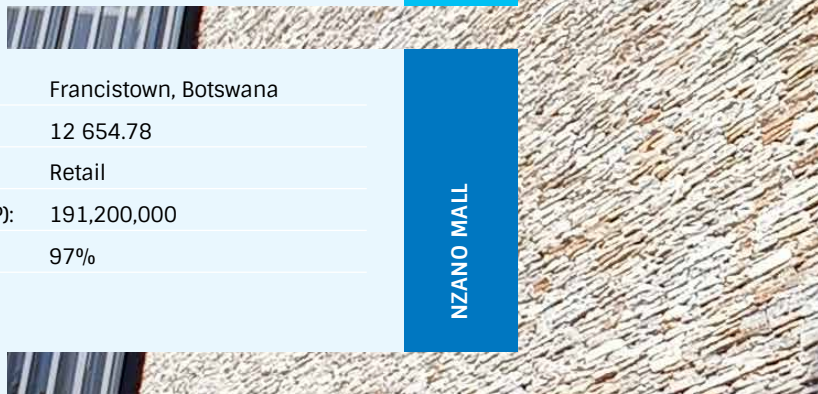 Francistown, Botswana
12 654.78
Retail
): 191,200,000
97%
NZANO MALL